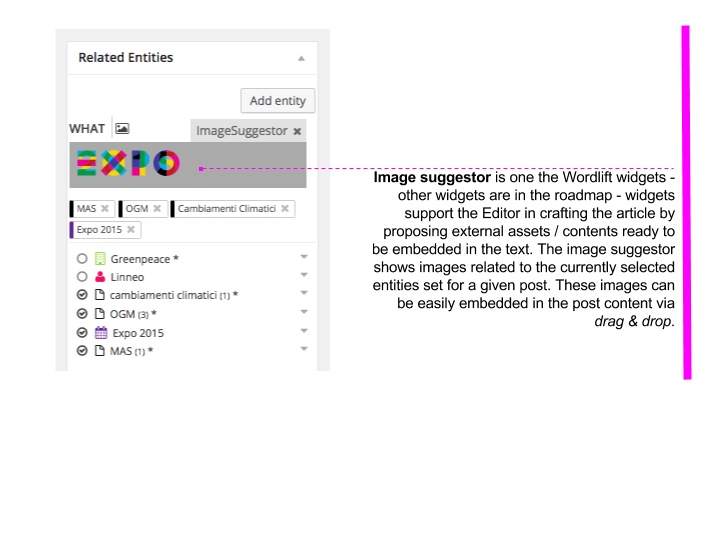 Related Entities
Add entity
WHAT
ImageSuggestor ×
EXPO
MAS × OGM × Cambiamenti Climatici ×
Expo 2015 ×
Greenpeace *
Linneo
cambiamenti climatici (1) *
OGM (3) *
Expo 2015
MAS (1) *
Image suggestor is one the Wordlift widgets -
other widgets are in the roadmap - widgets
support the Editor in crafting the article by
proposing external assets / contents ready to
be embedded in the text. The image suggestor
shows images related to the currently selected
entities set for a given post. These images can
be easily embedded in the post content via
drag & drop.